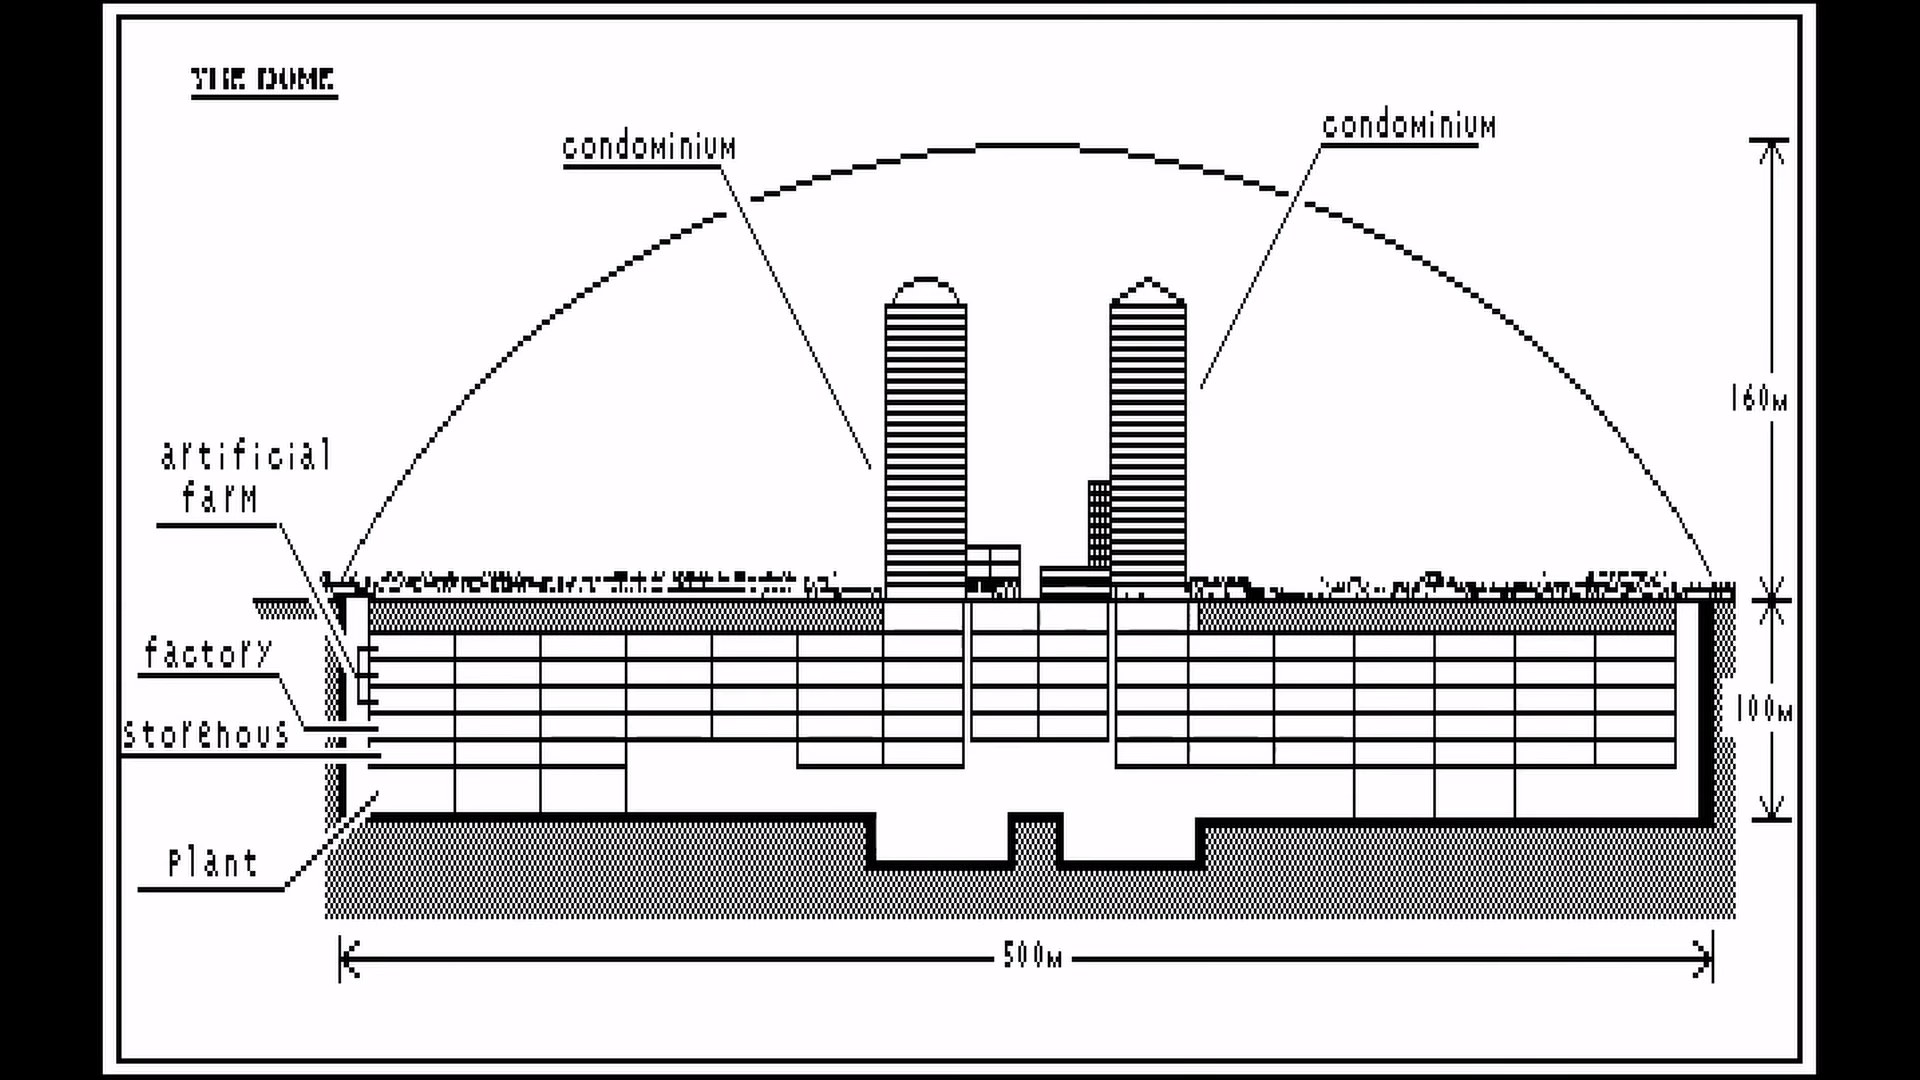 THE DOME
condominium
condominium
artificial
farm
160m
factory
100m
storehous
plant
500m